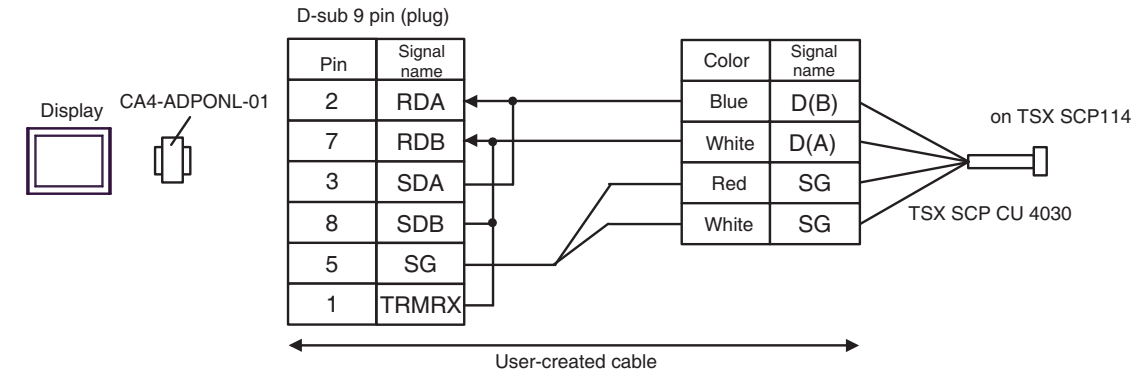 D-sub 9 pin (plug)
Display
CA4-ADPONL-01
Pin Signal name
2 RDA
7 RDB
3 SDA
8 SDB
5 SG
1 TRMRX
Color Signal name
Blue D(B)
White D(A)
Red SG
White SG
on TSX SCP114
TSX SCP CU 4030
User-created cable